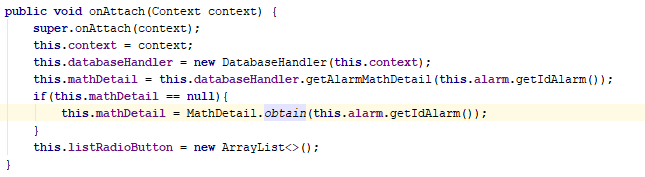 public void onAttach(Context context) {
    super.onAttach(context);
    this.context = context;
    this.databaseHandler = new DatabaseHandler(this.context);
    this.mathDetail = this.databaseHandler.getAlarmMathDetail(this.alarm.getIdAlarm());
    if(this.mathDetail == null){
        this.mathDetail = MathDetail.obtain(this.alarm.getIdAlarm());
    }
    this.listRadioButton = new ArrayList<>();
}